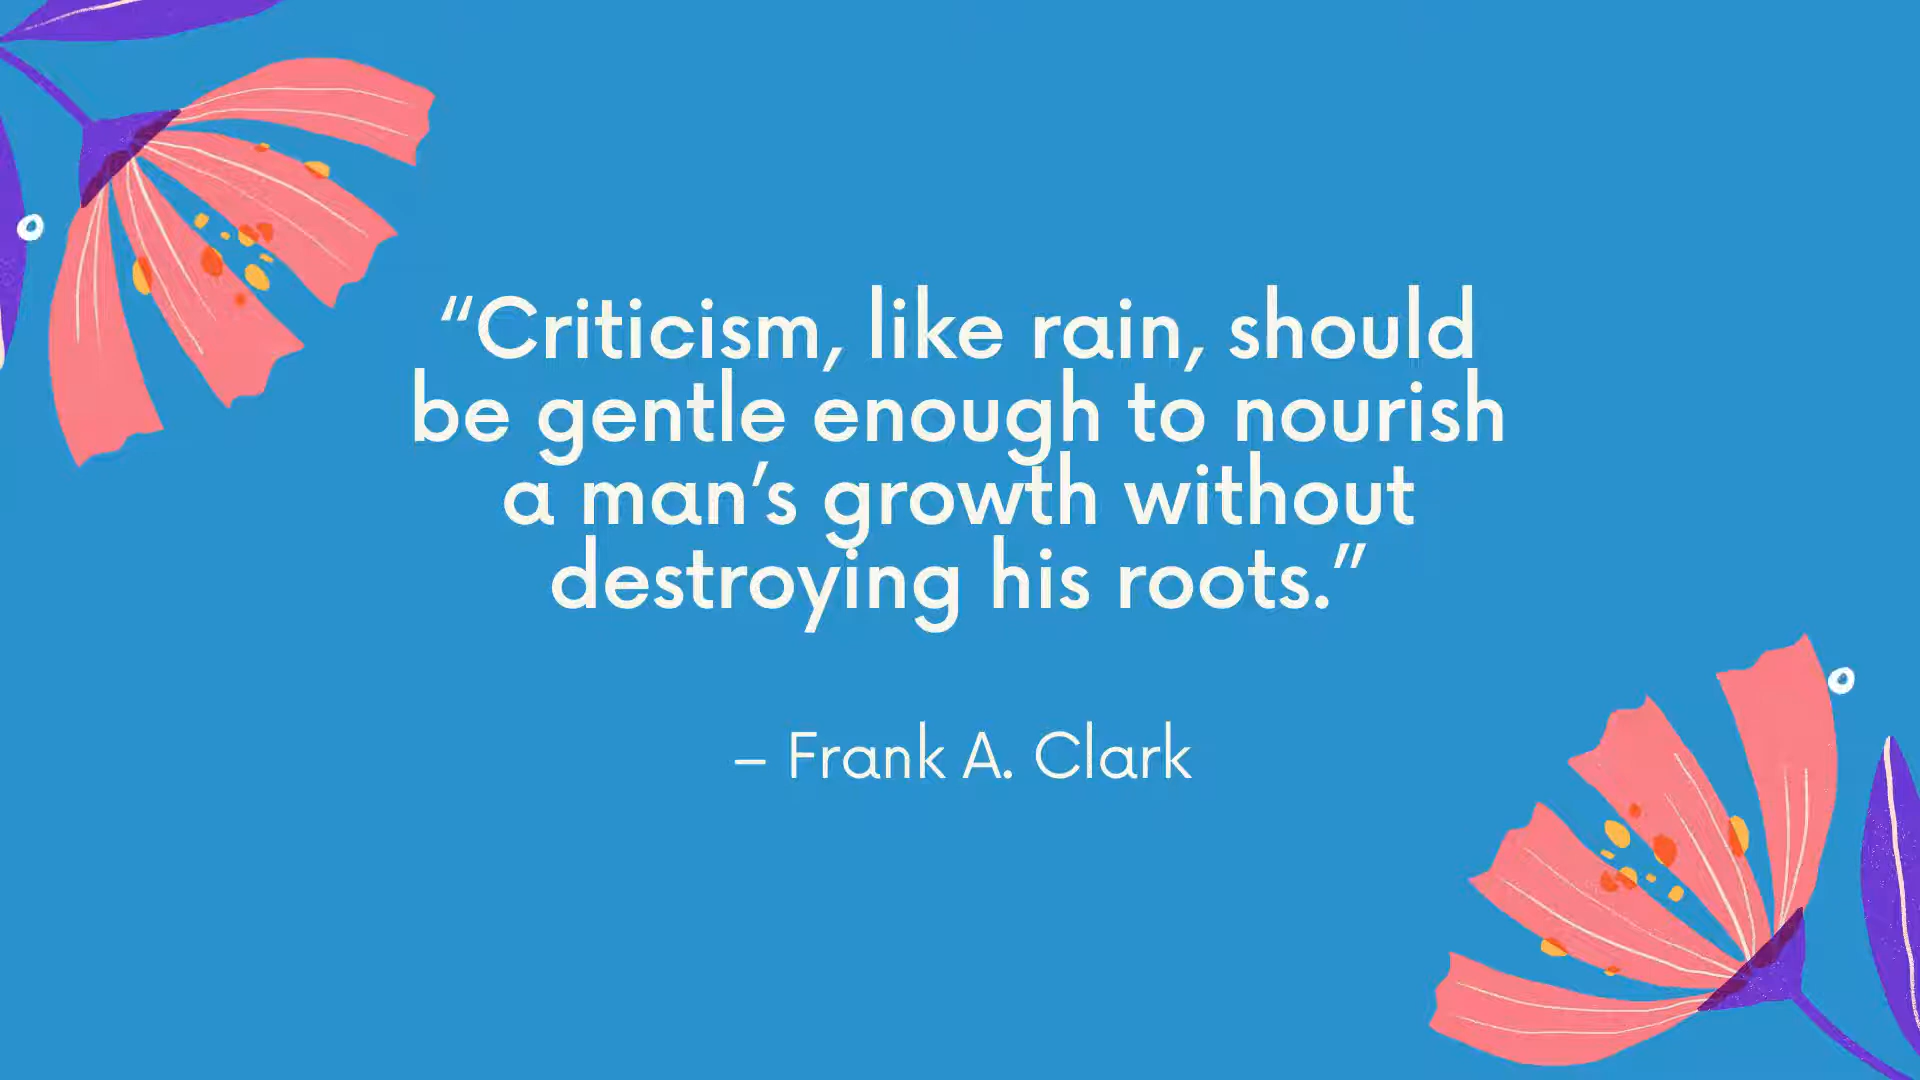 “Criticism, like rain, should
be gentle enough to nourish
a man’s growth without
destroying his roots.”
– Frank A. Clark